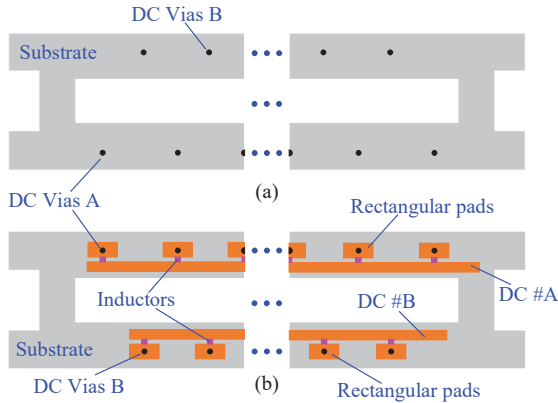 DC Vias B
Substrate
(a)
DC Vias A
Rectangular pads
DC #A
Inductors
DC #B
Substrate
DC Vias B
(b)
Rectangular pads